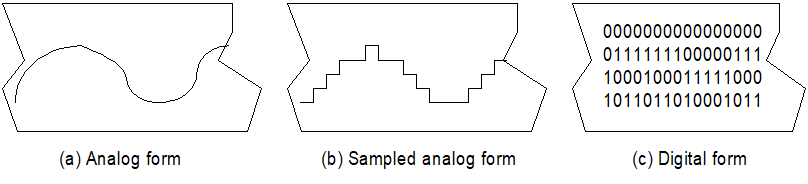 0000000000000000
0111111100000111
1000100011111000
1011011010001011
(a) Analog form
(b) Sampled analog form
(c) Digital form